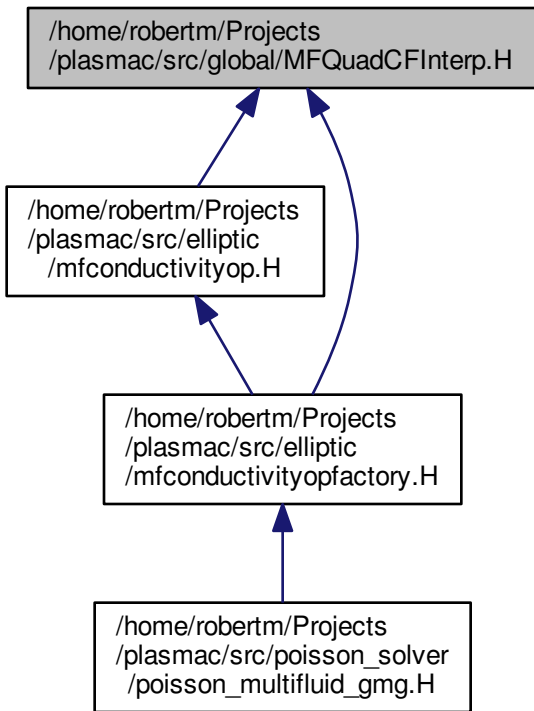 /home/robertm/Projects
/plasmac/src/global/MFQuadCFInterp.H
/home/robertm/Projects
/plasmac/src/elliptic
/mfconductivityop.H
/home/robertm/Projects
/plasmac/src/elliptic
/mfconductivityopfactory.H
/home/robertm/Projects
/plasmac/src/poisson_solver
/poisson_multifluid_gmg.H